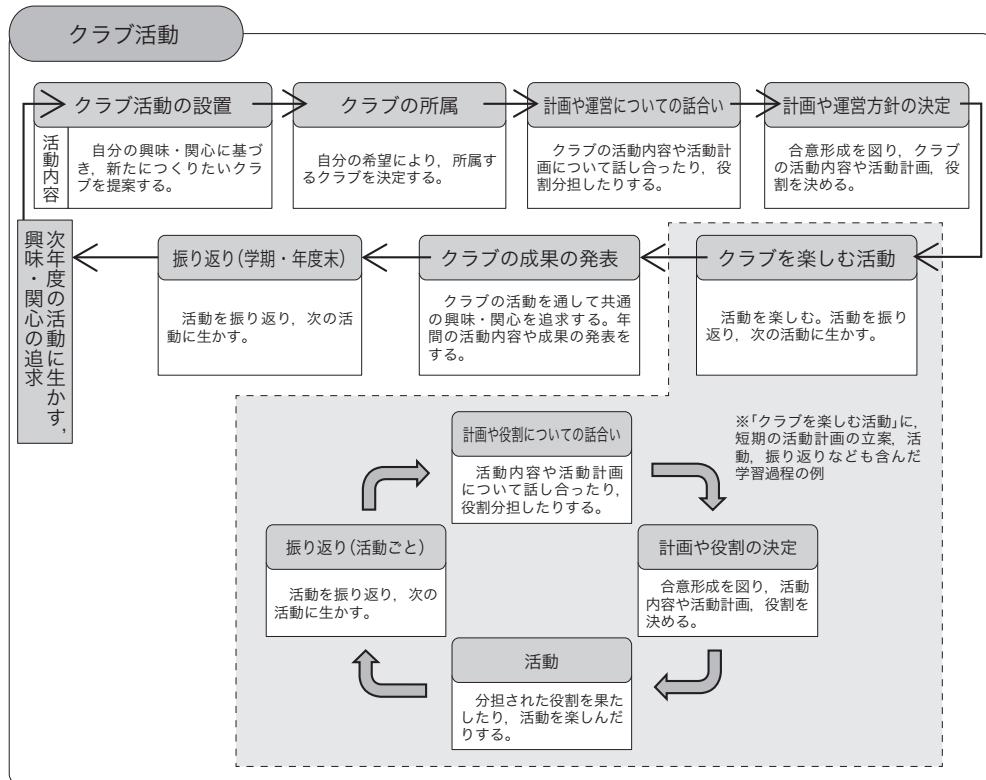 クラブ活動
クラブ活動の設置
活動内容
自分の興味・関心に基づ
き，新たにつくりたいクラ
ブを提案する。
クラブの所属
自分の希望により，所属す
るクラブを決定する。
計画や運営についての話合い
クラブの活動内容や活動計
画について話し合ったり，役
割分担したりする。
計画や運営方針の決定
合意形成を図り，クラブ
の活動内容や活動計画，役
割を決める。
クラブを楽しむ活動
活動を楽しむ。活動を振り
返り，次の活動に生かす。
クラブの成果の発表
クラブの活動を通して共通
の興味・関心を追求する。年
間の活動内容や成果の発表を
する。
振り返り（学期・年度末）
活動を振り返り，次の活
動に生かす。
次年度の活動に生かす，
興味・関心の追求
※「クラブを楽しむ活動」に，
短期の活動計画の立案，活
動，振り返りなども含んだ
学習過程の例
計画や役割についての話合い
活動内容や活動計画
について話し合ったり，
役割分担したりする。
計画や役割の決定
合意形成を図り，活動
内容や活動計画，役割を
決める。
活動
分担された役割を果た
したり，活動を楽しんだ
りする。
振り返り（活動ごと）
活動を振り返り，次の
活動に生かす。